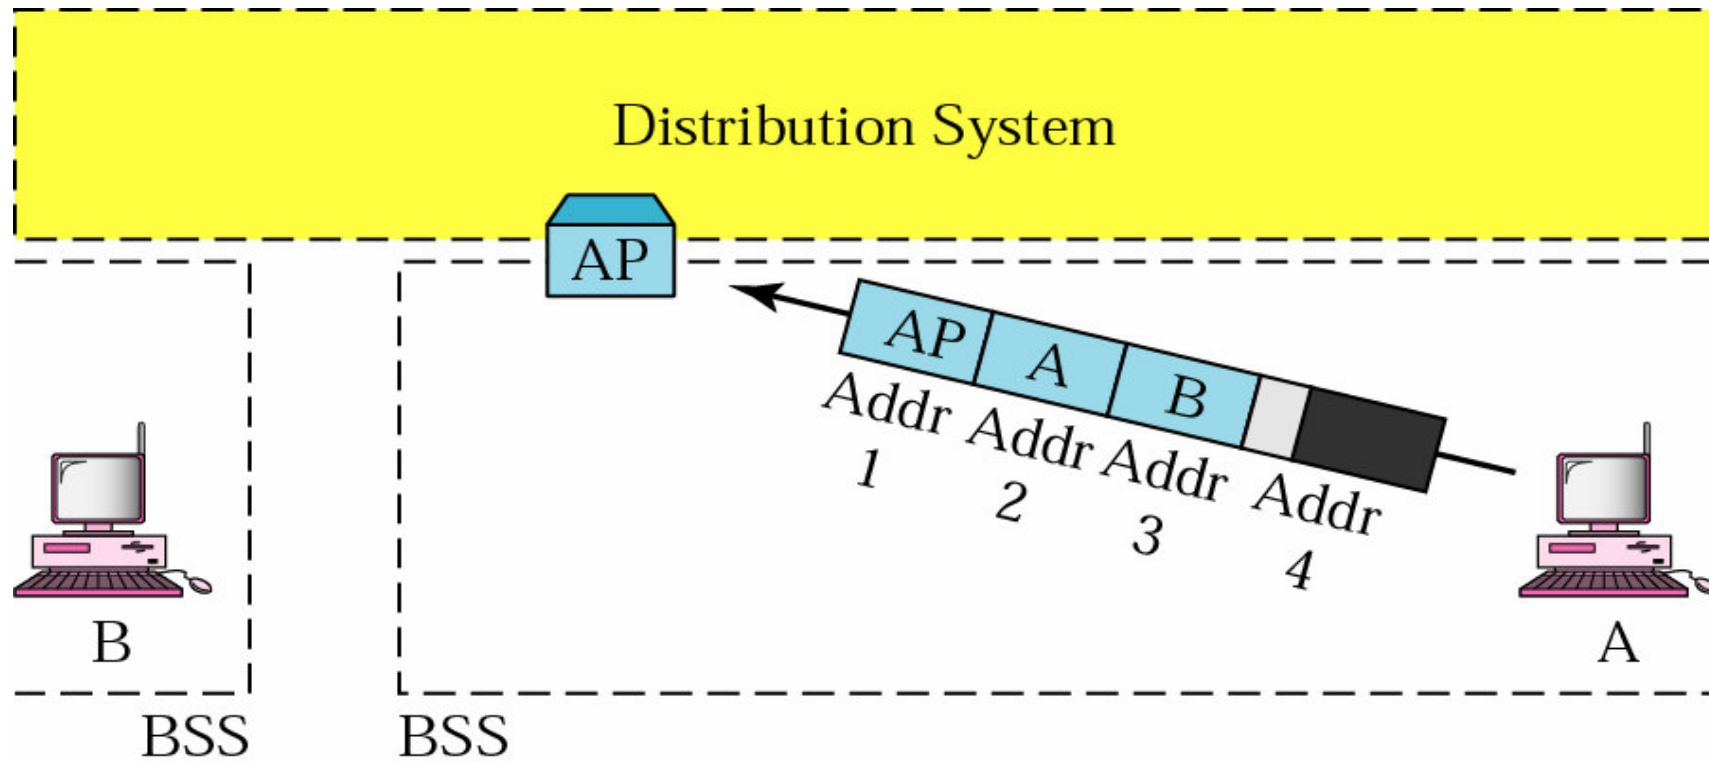 Distribution System
AP
AP A B
Addr Addr Addr Addr
1 2 3 4
B
A
BSS BSS